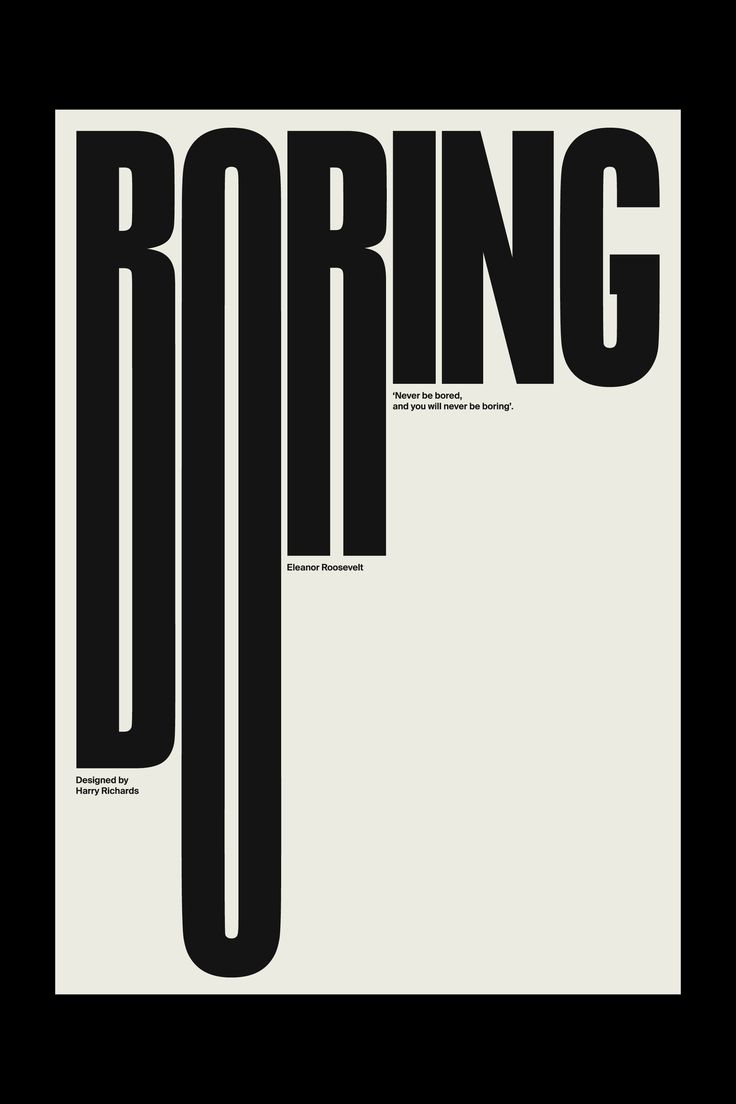 BORING
‘Never be bored,
and you will never be boring’.
Eleanor Roosevelt
Designed by
Harry Richards